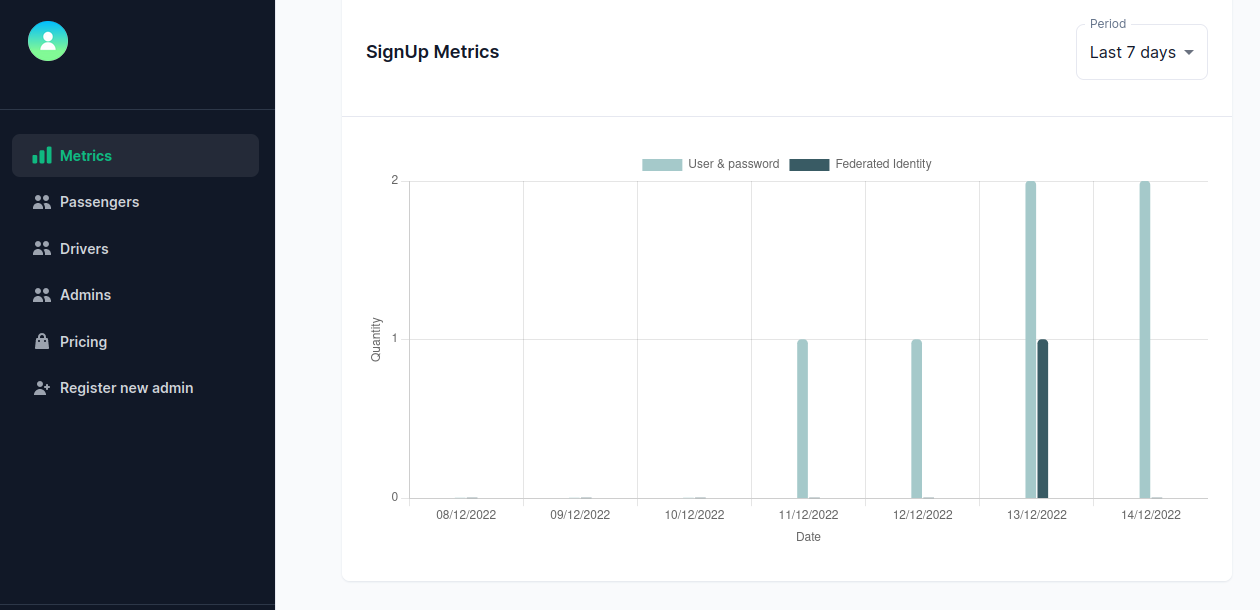 Metrics
Passengers
Drivers
Admins
Pricing
Register new admin
SignUp Metrics
Period
Last 7 days
User & password
Federated Identity
2
1
0
Quantity
08/12/2022
09/12/2022
10/12/2022
11/12/2022
12/12/2022
13/12/2022
14/12/2022
Date